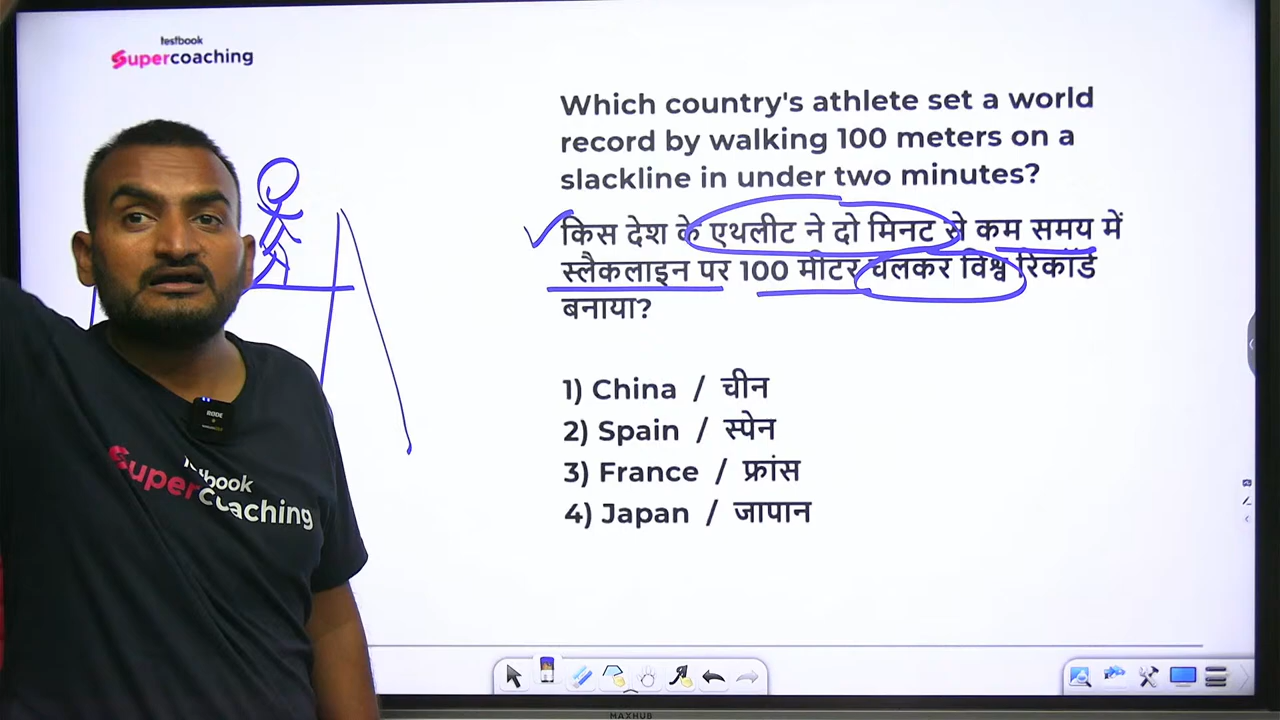 testbook
Supercoaching
Which country's athlete set a world
record by walking 100 meters on a
slackline in under two minutes?
किस देश के एथलीट ने दो मिनट से कम समय में
स्लैकलाइन पर 100 मीटर चलकर विश्व रिकॉर्ड
बनाया?
1) China / चीन
2) Spain / स्पेन
3) France / फ्रांस
4) Japan / जापान
RODE
testbook
Supercoaching
MAXHUB